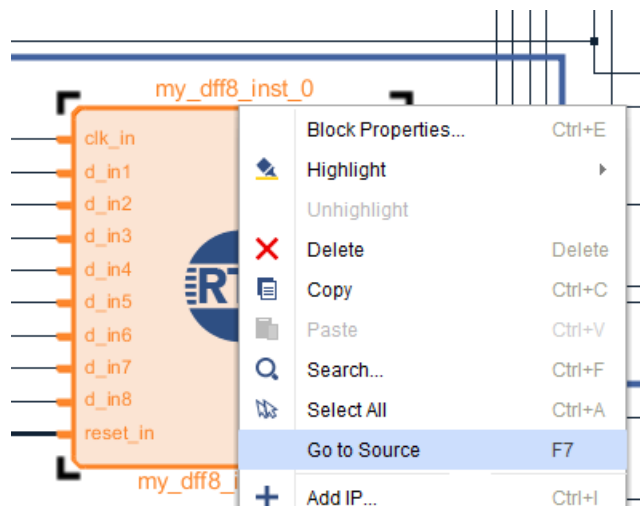 my_dff8_inst_0
clk_in
d_in1
d_in2
d_in3
d_in4
d_in5
d_in6
d_in7
d_in8
reset_in
RT
my_dff8_i
Block Properties... Ctrl+E
Highlight
Unhighlight
Delete Delete
Copy Ctrl+C
Paste Ctrl+V
Search... Ctrl+F
Select All Ctrl+A
Go to Source F7
Add IP... Ctrl+I